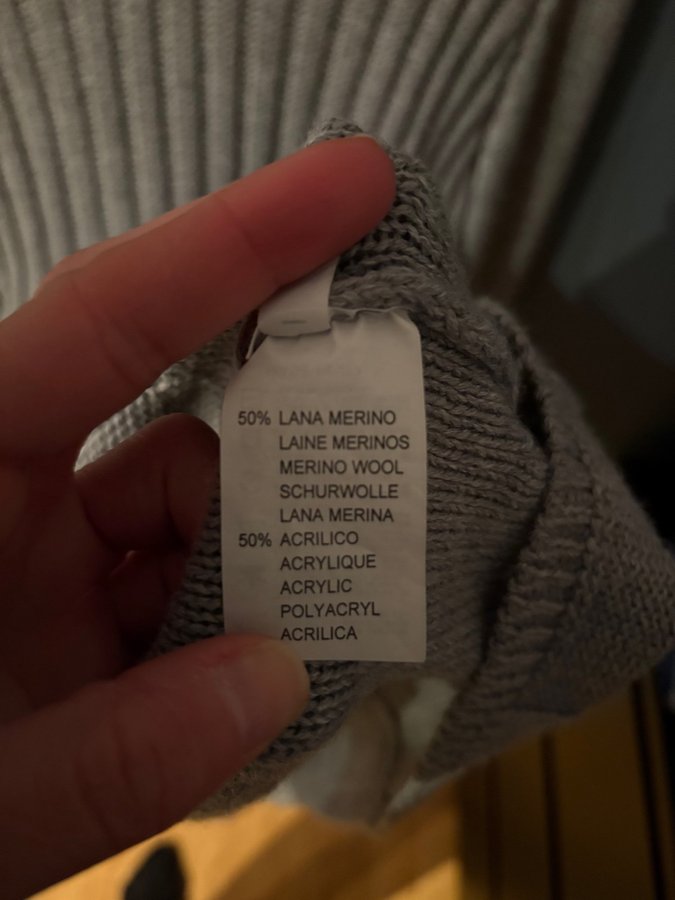 50% LANA MERINO
LAINE MERINOS
MERINO WOOL
SCHURWOLLE
LANA MERINA
50% ACRILICO
ACRYLIQUE
ACRYLIC
POLYACRYL
ACRILICA